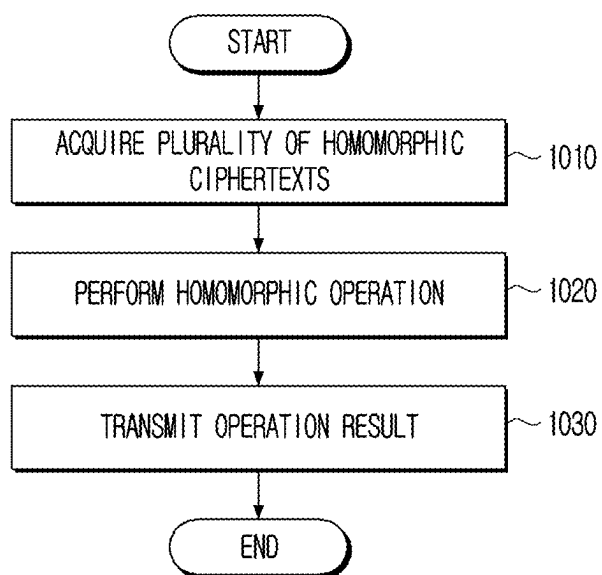 START
ACQUIRE PLURALITY OF HOMOMORPHIC
CIPHERTEXTS
1010
PERFORM HOMOMORPHIC OPERATION
1020
TRANSMIT OPERATION RESULT
1030
END